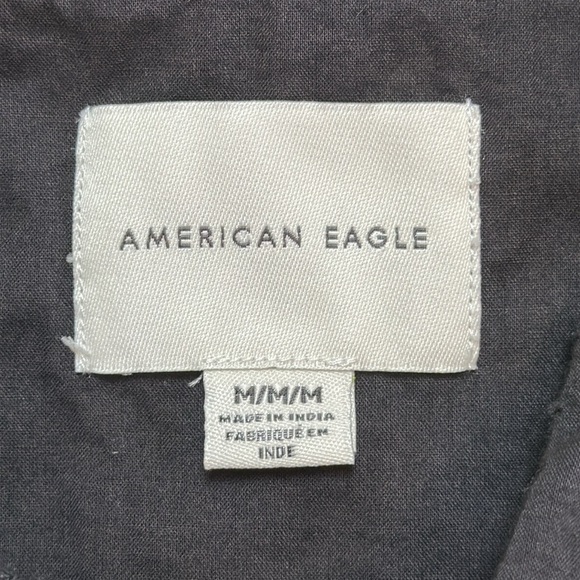 AMERICAN EAGLE
M/M/M
MADE IN INDIA
FABRIQUÉ EN
INDE